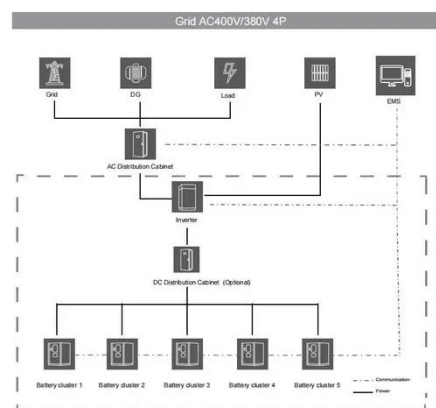 Grid AC400V/380V 4P
Grid
DG
Load
PV
EMS
AC Distribution Cabinet
Inverter
DC Distribution Cabinet (Optional)
Battery cluster 1
Battery cluster 2
Battery cluster 3
Battery cluster 4
Battery cluster 5
Communication
Power